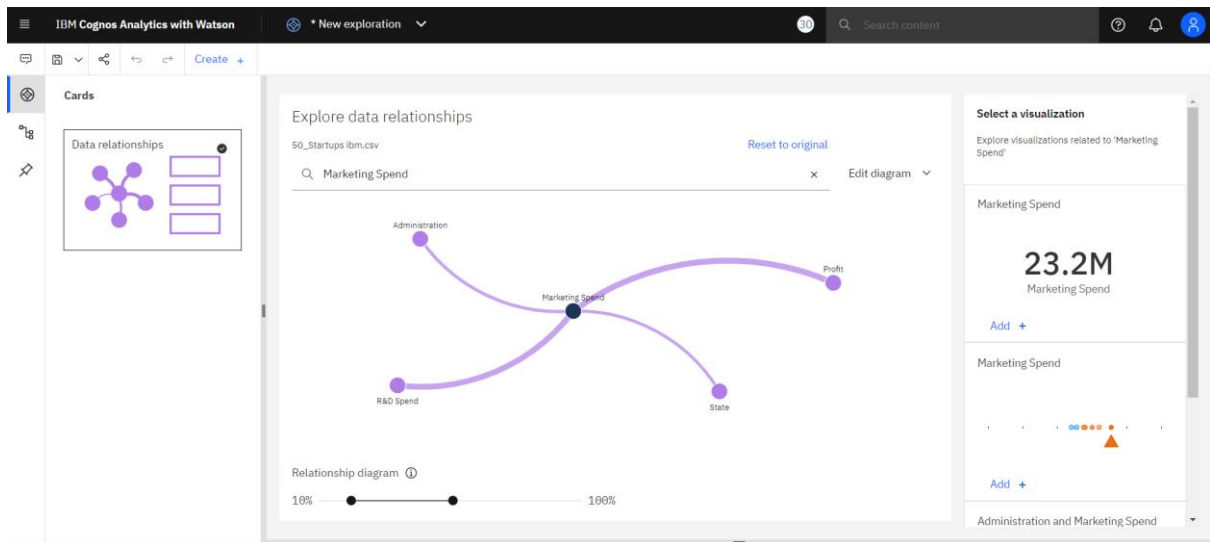 IBM Cognos Analytics with Watson
* New exploration
30
Search content
Create +
Cards
Data relationships
Explore data relationships
50_Startups ibm.csv
Reset to original
Marketing Spend
Edit diagram
Administration
Profit
Marketing Spend
R&D Spend
State
Relationship diagram
10%
100%
Select a visualization
Explore visualizations related to 'Marketing
Spend'
Marketing Spend
23.2M
Marketing Spend
Add +
Marketing Spend
Add +
Administration and Marketing Spend